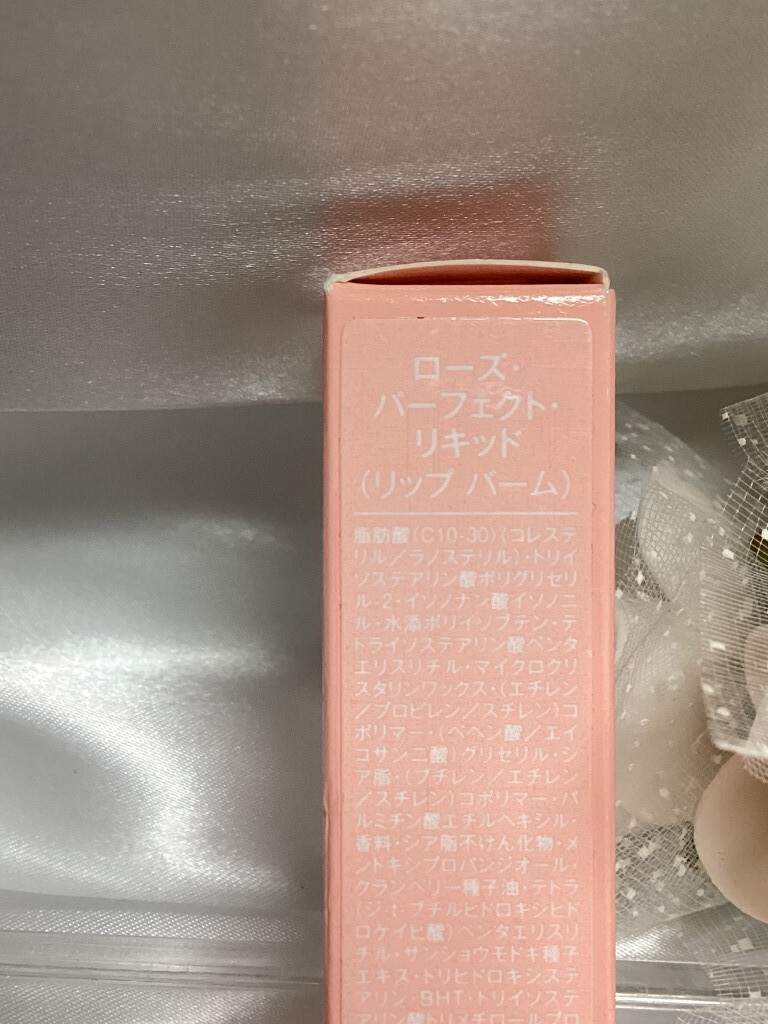 ローズ・
パーフェクト・
リキッド
(リップ バーム)
脂肪酸(C10-30)(コレステ
リル/ラノステリル)・トリイ
ソステアリン酸ポリグリセリ
ル-2・イソノナン酸イソノニ
ル・水添ポリイソブテン・テ
トライソステアリン酸ペンタ
エリスリチル・マイクロクリ
スタリンワックス・(エチレン
/プロピレン/スチレン)コ
ポリマー・(ベヘン酸/エイ
コサン二酸)グリセリル・シ
ア脂・(ブチレン/エチレン
/スチレン)コポリマー・パ
ルミチン酸エチルヘキシル・
香料・シア脂不けん化物・メ
ントキシプロパンジオール・
クランベリー種子油・テトラ
(ジ-t-ブチルヒドロキシヒド
ロケイヒ酸)ペンタエリスリ
チル・サンショウモドキ種子
エキス・トリヒドロキシステ
アリン・BHT・トリイソステ
アリン酸トリメチロールプロ